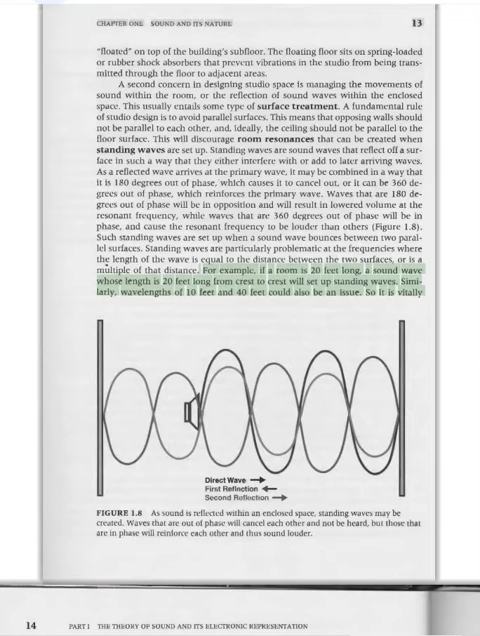 CHAPTER ONE SOUND AND ITS NATURE 13
"floated" on top of the building's subfloor. The floating floor sits on spring-loaded
or rubber shock absorbers that prevent vibrations in the studio from being trans-
mitted through the floor to adjacent areas.
A second concern in designing studio space is managing the movements of
sound within the room, or the reflection of sound waves within the enclosed
space. This usually entails some type of surface treatment. A fundamental rule
of studio design is to avoid parallel surfaces. This means that opposing walls should
not be parallel to each other, and, ideally, the ceiling should not be parallel to the
floor. This will discourage room resonances that can be created when
standing waves are set up. Standing waves are sound waves that reflect off a sur-
face in such a way that they either interfere with or add to later arriving waves.
As a reflected wave arrives at the primary wave, it may be combined in a way that
it is 180 degrees out of phase, which causes it to cancel out, or it can be 360 de-
grees out of phase, which reinforces the primary wave. Waves that are 180 de-
grees out of phase will be in opposition and will result in lowered volume at the
resonant frequency, while waves that are 360 degrees out of phase will be in
phase, and cause the resonant frequency to be louder than others (Figure 1.8).
Such standing waves are set up when a sound wave bounces between two paral-
lel surfaces. Standing waves are particularly problematic at the frequencies where
the length of the wave is equal to the distance between the two surfaces, or is a
multiple of that distance. For example, if a room is 20 feet long, a sound wave
whose length is 20 feet long from crest to crest will set up standing waves. Simi-
larly, wavelengths of 10 feet and 40 feet could also be an issue. So it is vitally
Direct Wave
First Reflection
Second Reflection
FIGURE 1.8 As sound is reflected within an enclosed space, standing waves may be
created. Waves that are out of phase will cancel each other and not be heard, but those that
are in phase will reinforce each other and thus sound louder.
14 PART I THE THEORY OF SOUND AND ITS ELECTRONIC REPRESENTATION